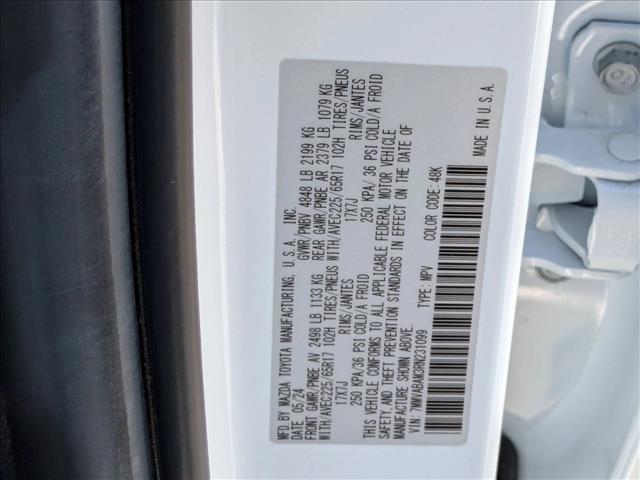 MFD.BY MAZDA TOYOTA MANUFACTURING, U.S.A., INC.
DATE 05/24 GVWR/PNBV 4848 LB 2199 KG
FRONT GAWR/PNBE AV 2498 LB 1133 KG REAR GAWR/PNBE AR 2379 LB 1079 KG
WITH/AVEC225/65R17 102H TIRES/PNEUS WITH/AVEC225/65R17 102H TIRES/PNEUS
17X7J RIMS/JANTES 17X7J RIMS/JANTES
250 KPA/36 PSI COLD/A FROID 250 KPA/36 PSI COLD/A FROID
THIS VEHICLE CONFORMS TO ALL APPLICABLE FEDERAL MOTOR VEHICLE
SAFETY, AND THEFT PREVENTION STANDARDS IN EFFECT ON THE DATE OF
MANUFACTURE SHOWN ABOVE.
7MMVABAM3RN231099 TYPE: MPV COLOR CODE: 48K
MADE IN U.S.A.